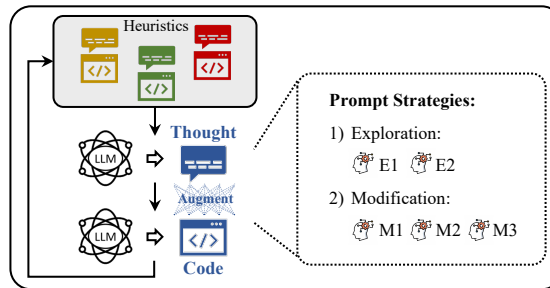 Heuristics
</>
</>
</>
Thought
LLM
Augment
LLM
</>
Code
Prompt Strategies:
1) Exploration:
E1 E2
2) Modification:
M1 M2 M3